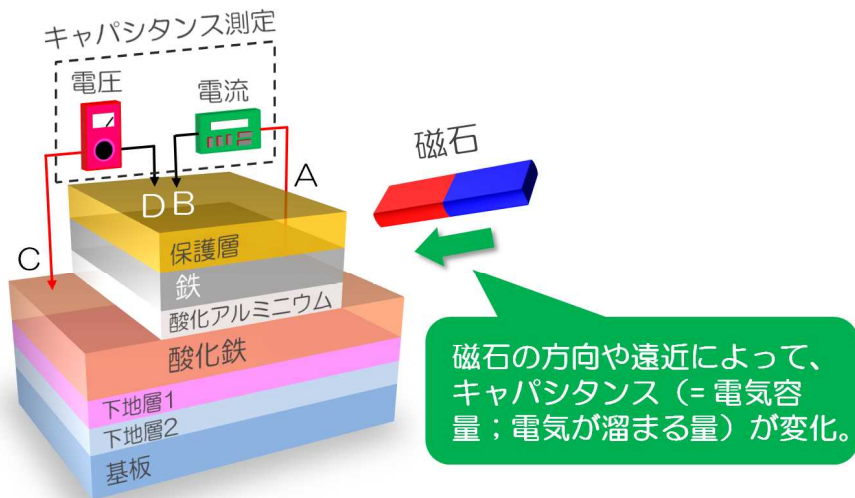 キャパシタンス測定
電圧
電流
磁石
A
D B
C
保護層
鉄
酸化アルミニウム
酸化鉄
下地層1
下地層2
基板
磁石の方向や遠近によって、
キャパシタンス（= 電気容
量；電気が溜まる量）が変化。